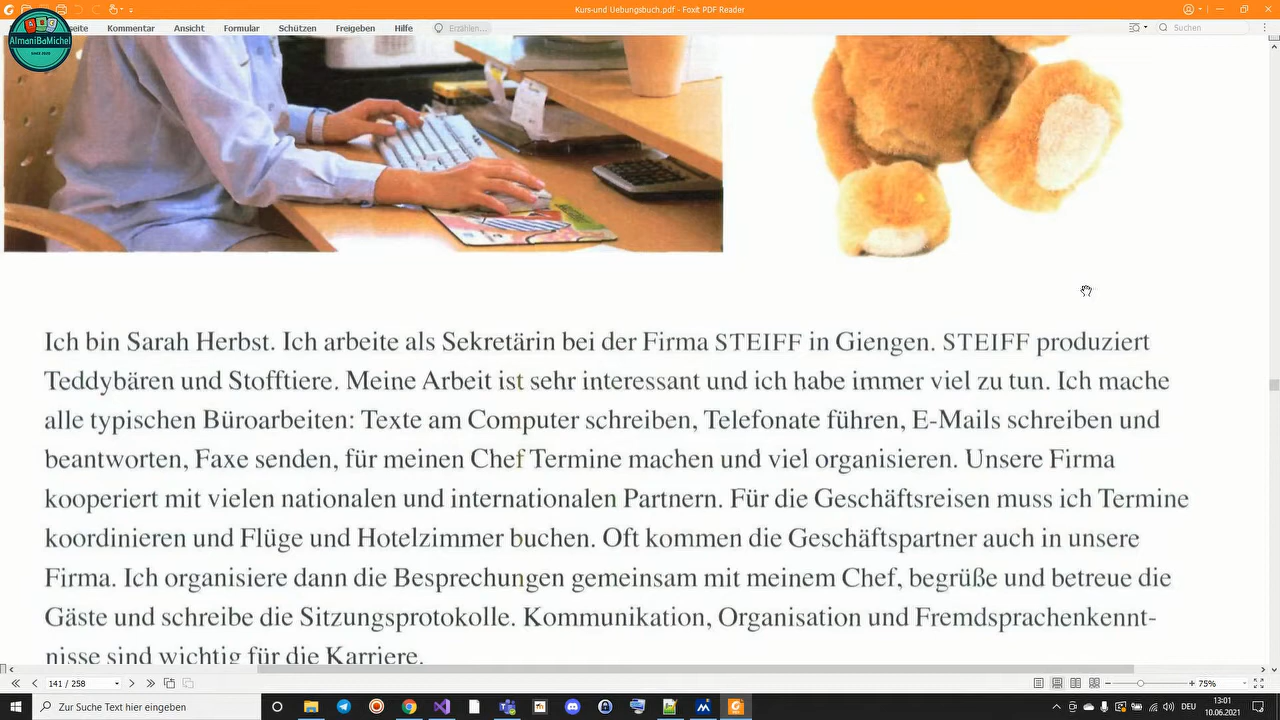 Kurs-und Uebungsbuch.pdf - Foxit PDF Reader
seite Kommentar Ansicht Formular Schützen Freigeben Hilfe Erzählen... Suchen
AlmaniBaMichel
SINCE 2020
Ich bin Sarah Herbst. Ich arbeite als Sekretärin bei der Firma STEIFF in Giengen. STEIFF produziert
Teddybären und Stofftiere. Meine Arbeit ist sehr interessant und ich habe immer viel zu tun. Ich mache
alle typischen Büroarbeiten: Texte am Computer schreiben, Telefonate führen, E-Mails schreiben und
beantworten, Faxe senden, für meinen Chef Termine machen und viel organisieren. Unsere Firma
kooperiert mit vielen nationalen und internationalen Partnern. Für die Geschäftsreisen muss ich Termine
koordinieren und Flüge und Hotelzimmer buchen. Oft kommen die Geschäftspartner auch in unsere
Firma. Ich organisiere dann die Besprechungen gemeinsam mit meinem Chef, begrüße und betreue die
Gäste und schreibe die Sitzungsprotokolle. Kommunikation, Organisation und Fremdsprachenkennt-
nisse sind wichtig für die Karriere.
141 / 258 75%
Zur Suche Text hier eingeben DEU 13:01
10.06.2021